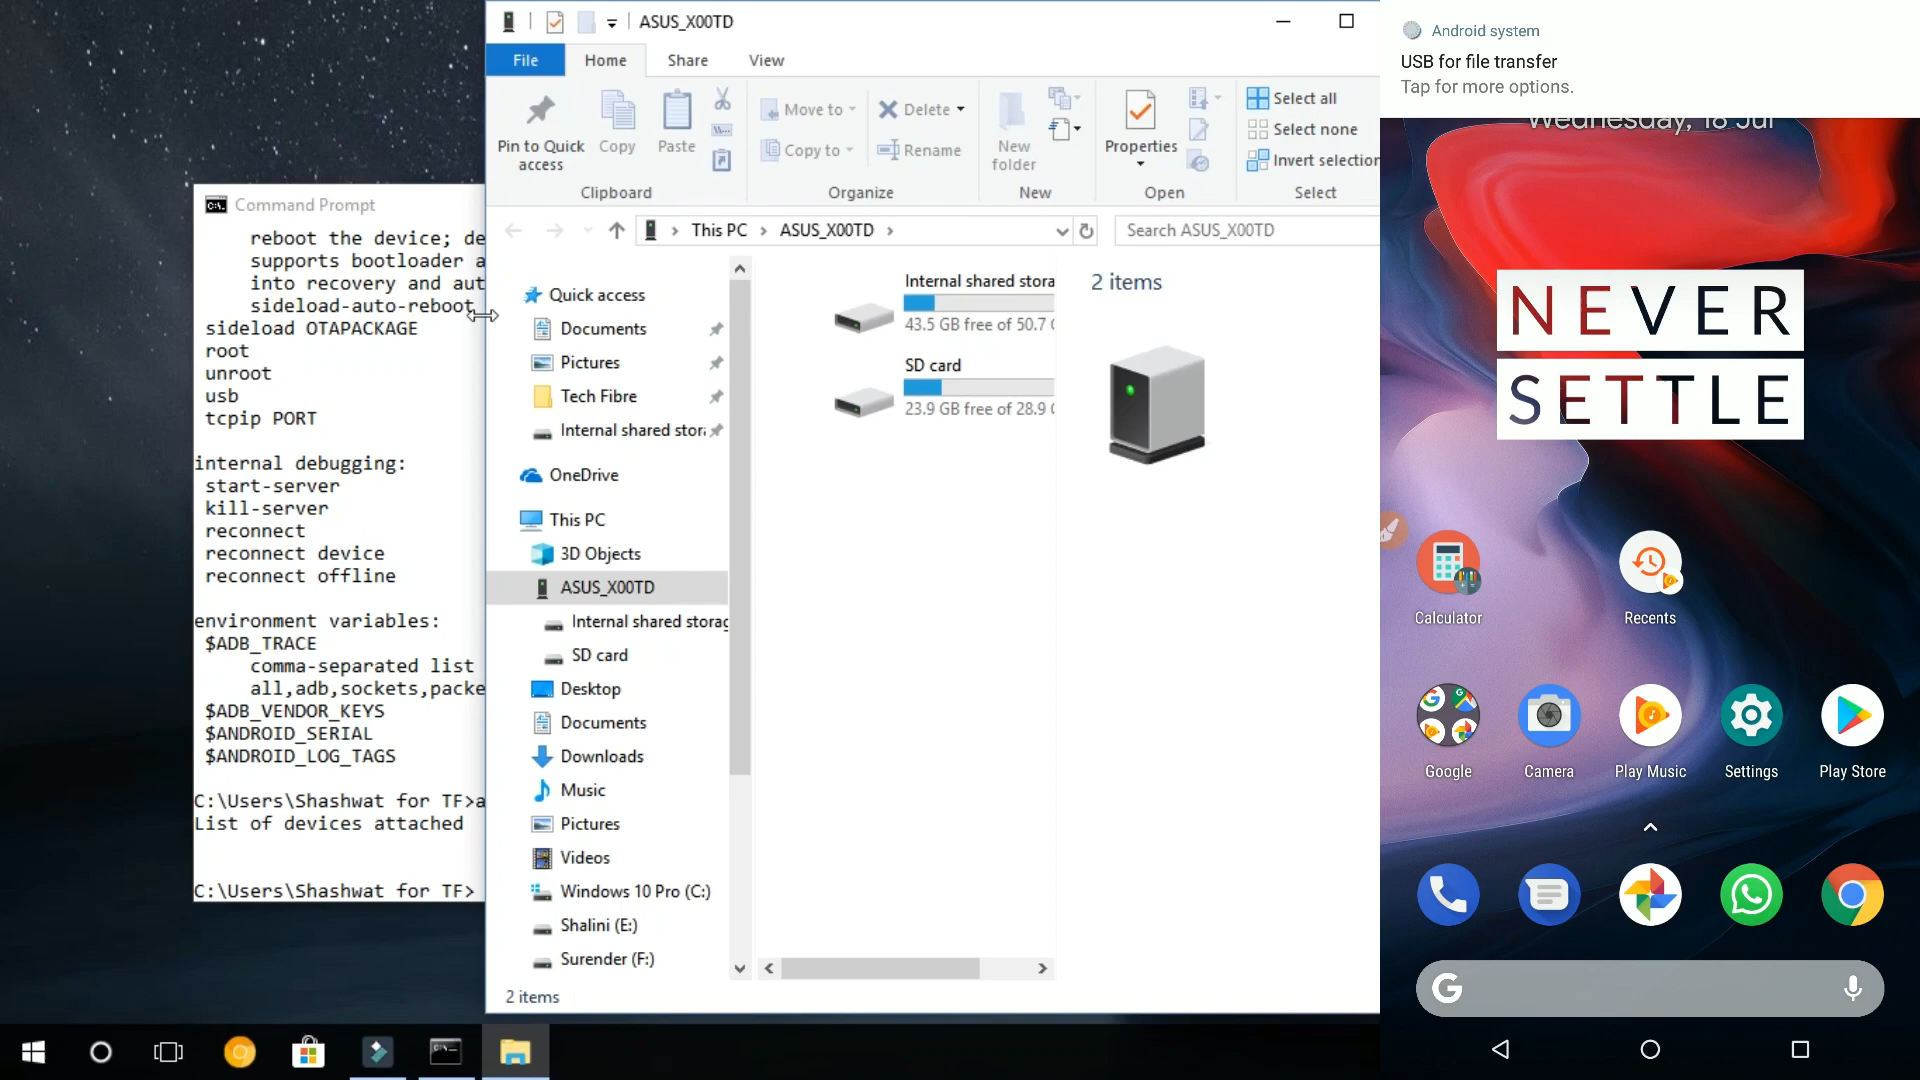 ASUS_X00TD
File
Home
Share
View
Pin to Quick access
Copy
Paste
Move to
Copy to
Delete
Rename
New folder
Properties
Select all
Select none
Invert selection
Clipboard
Organize
New
Open
Select
This PC
ASUS_X00TD
Search ASUS_X00TD
Quick access
Documents
Pictures
Tech Fibre
Internal shared stor
OneDrive
This PC
3D Objects
ASUS_X00TD
Internal shared storag
SD card
Desktop
Documents
Downloads
Music
Pictures
Videos
Windows 10 Pro (C:)
Shalini (E:)
Surender (F:)
2 items
Internal shared stora
43.5 GB free of 50.7
SD card
23.9 GB free of 28.9
2 items
Command Prompt
reboot the device; de
supports bootloader a
into recovery and aut
sideload-auto-reboot
sideload OTAPACKAGE
root
unroot
usb
tcpip PORT
internal debugging:
start-server
kill-server
reconnect
reconnect device
reconnect offline
environment variables:
$ADB_TRACE
comma-separated list
all,adb,sockets,packe
$ADB_VENDOR_KEYS
$ANDROID_SERIAL
$ANDROID_LOG_TAGS
C:\Users\Shashwat for TF>a
List of devices attached
C:\Users\Shashwat for TF>
Android system
USB for file transfer
Tap for more options.
Wednesday, 18 Jul
NEVER
SETTLE
Calculator
Recents
Google
Camera
Play Music
Settings
Play Store